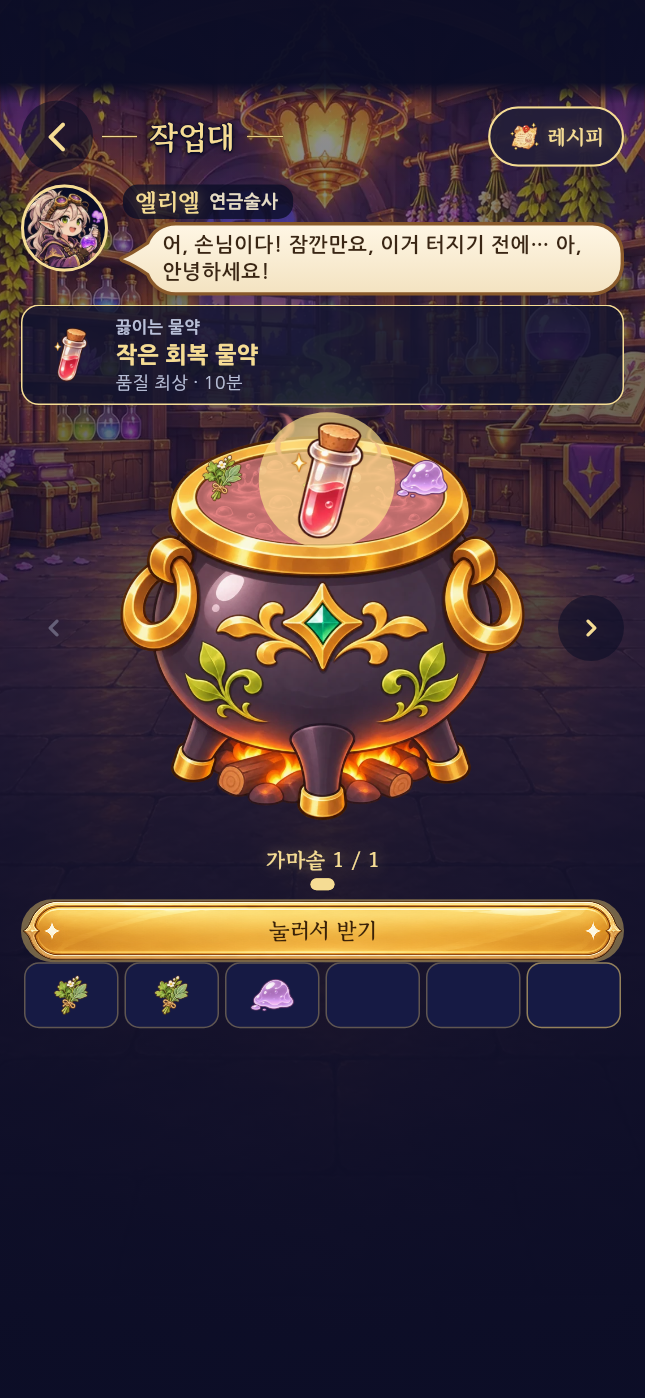 작업대
레시피
엘리엘 연금술사
어, 손님이다! 잠깐만요, 이거 터지기 전에… 아,
안녕하세요!
끓이는 물약
작은 회복 물약
품질 최상 · 10분
가마솥 1 / 1
눌러서 받기